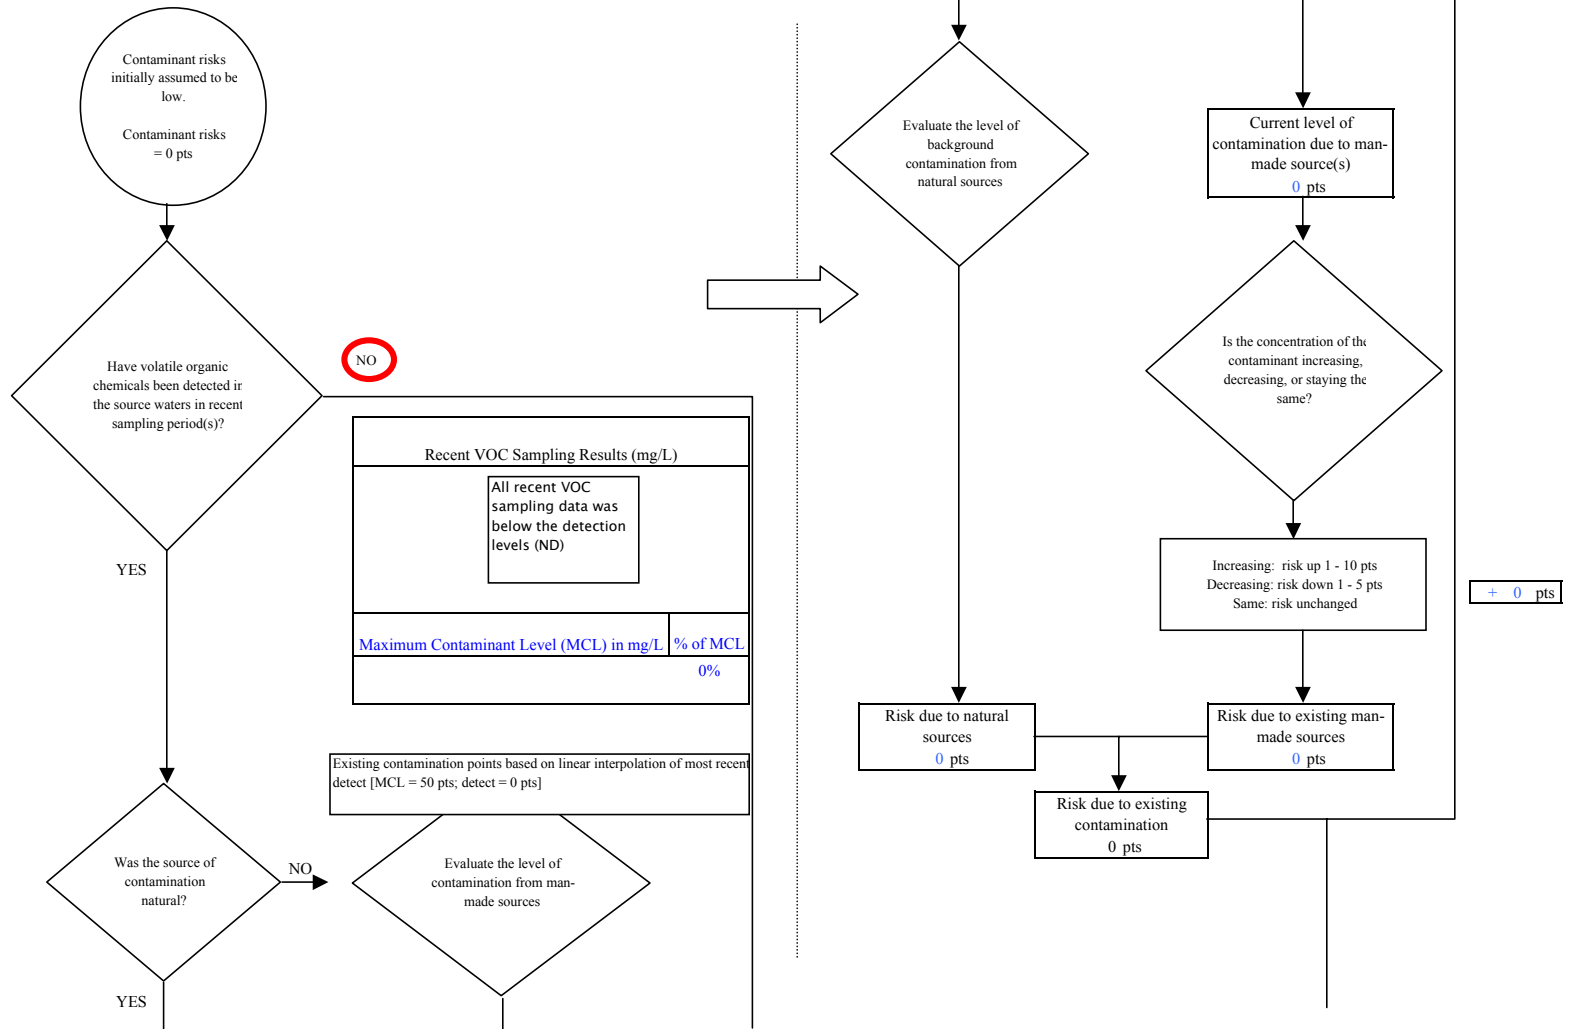 Contaminant risks
initially assumed to be
low.
Contaminant risks
= 0 pts
Have volatile organic
chemicals been detected in
the source waters in recent
sampling period(s)?
NO
Recent VOC Sampling Results (mg/L)
All recent VOC
sampling data was
below the detection
levels (ND)
Maximum Contaminant Level (MCL) in mg/L
% of MCL
0%
YES
Existing contamination points based on linear interpolation of most recent
detect [MCL = 50 pts; detect = 0 pts]
Was the source of
contamination
natural?
NO
Evaluate the level of
contamination from man-
made sources
YES
Evaluate the level of
background
contamination from
natural sources
Current level of
contamination due to man-
made source(s)
0 pts
Is the concentration of the
contaminant increasing,
decreasing, or staying the
same?
Increasing: risk up 1 - 10 pts
Decreasing: risk down 1 - 5 pts
Same: risk unchanged
+ 0 pts
Risk due to natural
sources
0 pts
Risk due to existing man-
made sources
0 pts
Risk due to existing
contamination
0 pts